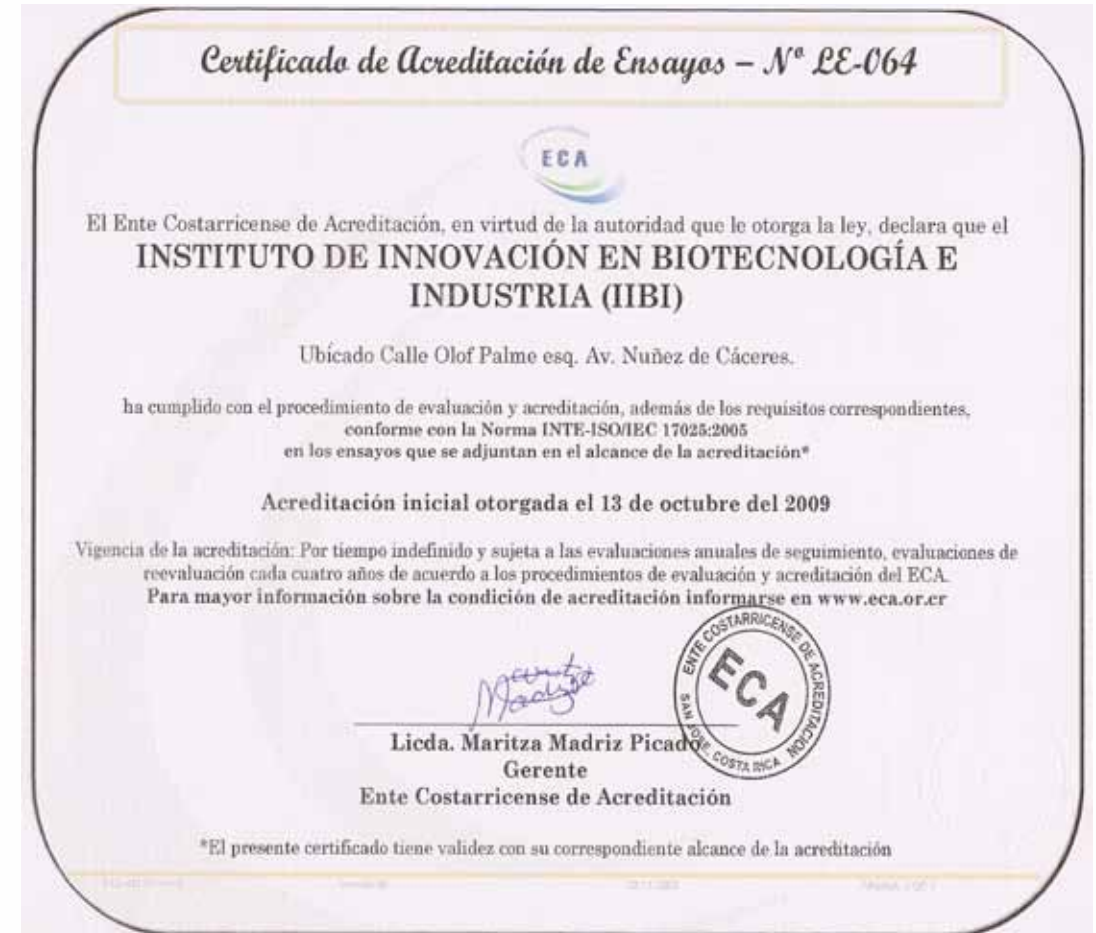 Certificado de Acreditación de Ensayos – Nº LE-064
ECA
El Ente Costarricense de Acreditación, en virtud de la autoridad que le otorga la ley, declara que el
INSTITUTO DE INNOVACIÓN EN BIOTECNOLOGÍA E
INDUSTRIA (IIBI)
Ubicado Calle Olof Palme esq. Av. Nuñez de Cáceres.
ha cumplido con el procedimiento de evaluación y acreditación, además de los requisitos correspondientes,
conforme con la Norma INTE-ISO/IEC 17025:2005
en los ensayos que se adjuntan en el alcance de la acreditación*
Acreditación inicial otorgada el 13 de octubre del 2009
Vigencia de la acreditación: Por tiempo indefinido y sujeta a las evaluaciones anuales de seguimiento, evaluaciones de
reevaluación cada cuatro años de acuerdo a los procedimientos de evaluación y acreditación del ECA.
Para mayor información sobre la condición de acreditación informarse en www.eca.or.cr
ENTE COSTARRICENSE DE ACREDITACION
ECA
SAN JOSE, COSTA RICA
Licda. Maritza Madriz Picado
Gerente
Ente Costarricense de Acreditación
*El presente certificado tiene validez con su correspondiente alcance de la acreditación